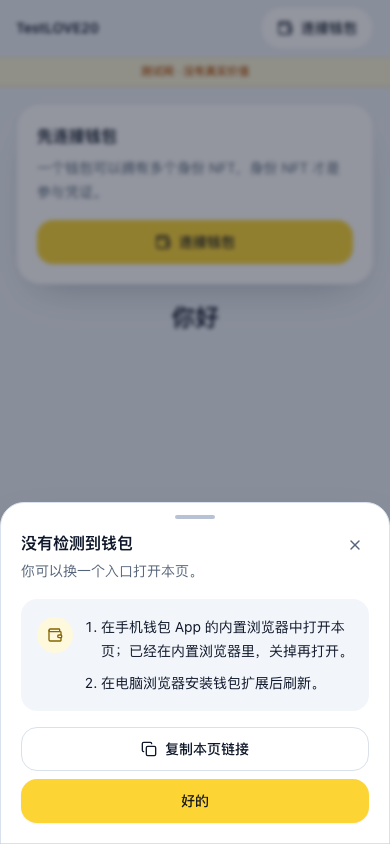 TestLOVE20
连接钱包
测试网 · 没有真实价值
先连接钱包
一个钱包可以拥有多个身份 NFT，身份 NFT 才是
参与凭证。
连接钱包
你好
没有检测到钱包
你可以换一个入口打开本页。
1. 在手机钱包 App 的内置浏览器中打开本
页；已经在内置浏览器里，关掉再打开。
2. 在电脑浏览器安装钱包扩展后刷新。
复制本页链接
好的